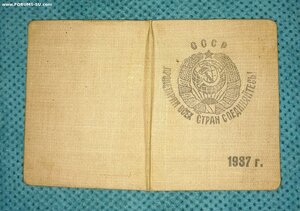 www.FORUMS-SU.com
СССР
ПРОЛЕТАРИИ ВСЕХ СТРАН СОЕДИНЯЙТЕСЬ!
1937 г.